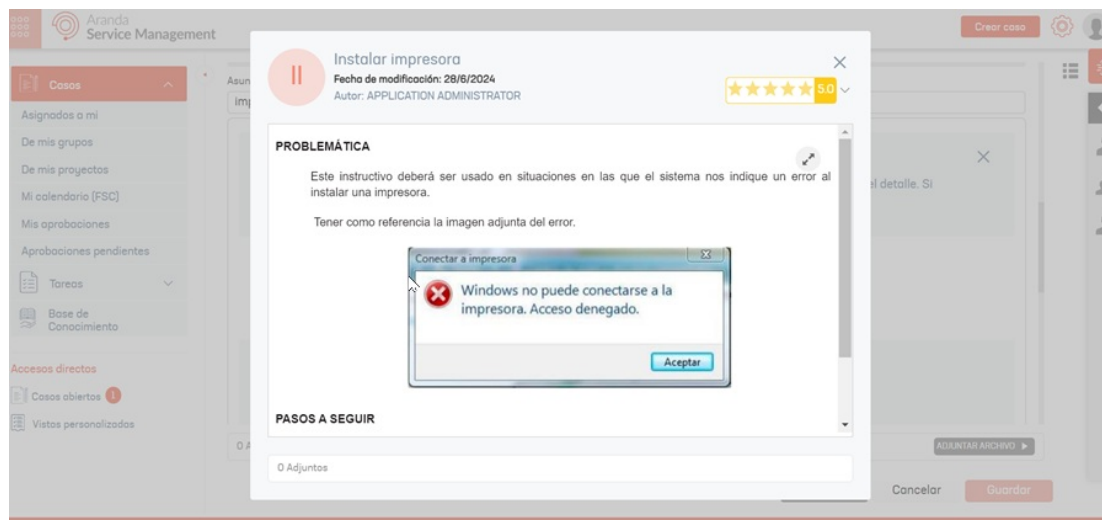 Aranda
Service Management
Crear caso
Casos
Asignados a mi
De mis grupos
De mis proyectos
Mi calendario (FSC)
Mis aprobaciones
Aprobaciones pendientes
Tareas
Base de
Conocimiento
Accesos directos
Casos abiertos 1
Vistas personalizadas
II
Instalar impresora
Fecha de modificación: 28/6/2024
Autor: APPLICATION ADMINISTRATOR
5.0
PROBLEMÁTICA
Este instructivo deberá ser usado en situaciones en las que el sistema nos indique un error al
instalar una impresora.
Tener como referencia la imagen adjunta del error.
Conectar a impresora
Windows no puede conectarse a la
impresora. Acceso denegado.
Aceptar
PASOS A SEGUIR
0 Adjuntos
el detalle. Si
ADJUNTAR ARCHIVO
Cancelar
Guardar